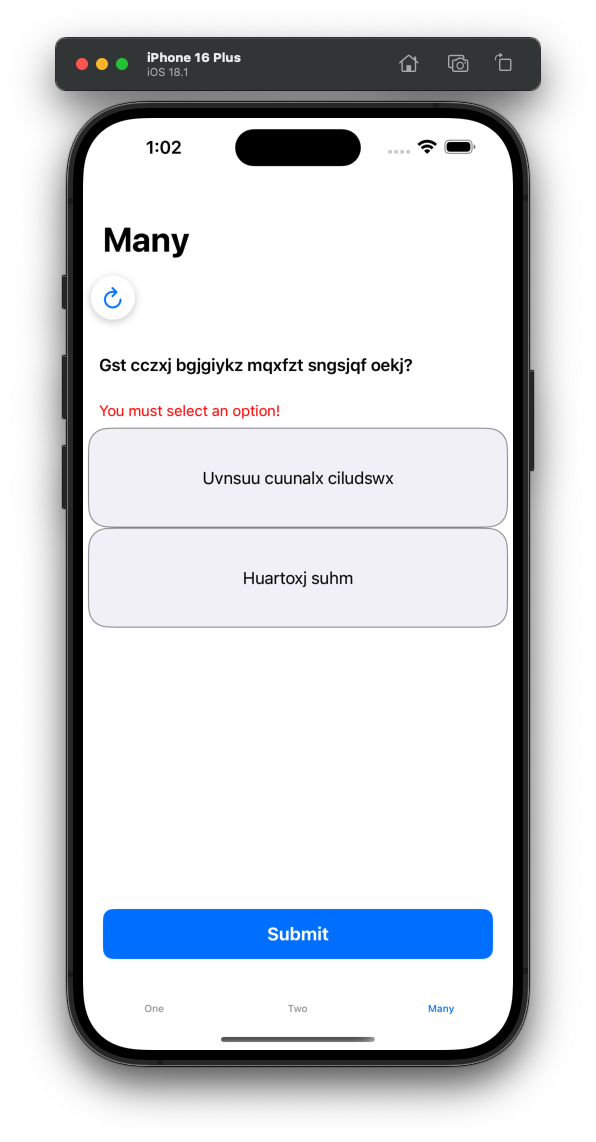 iPhone 16 Plus
iOS 18.1
1:02
Many
Gst cczxj bgjgiykz mqxfzt sngsjqf oekj?
You must select an option!
Uvnsuu cuunalx ciludswx
Huartoxj suhm
Submit
One Two Many